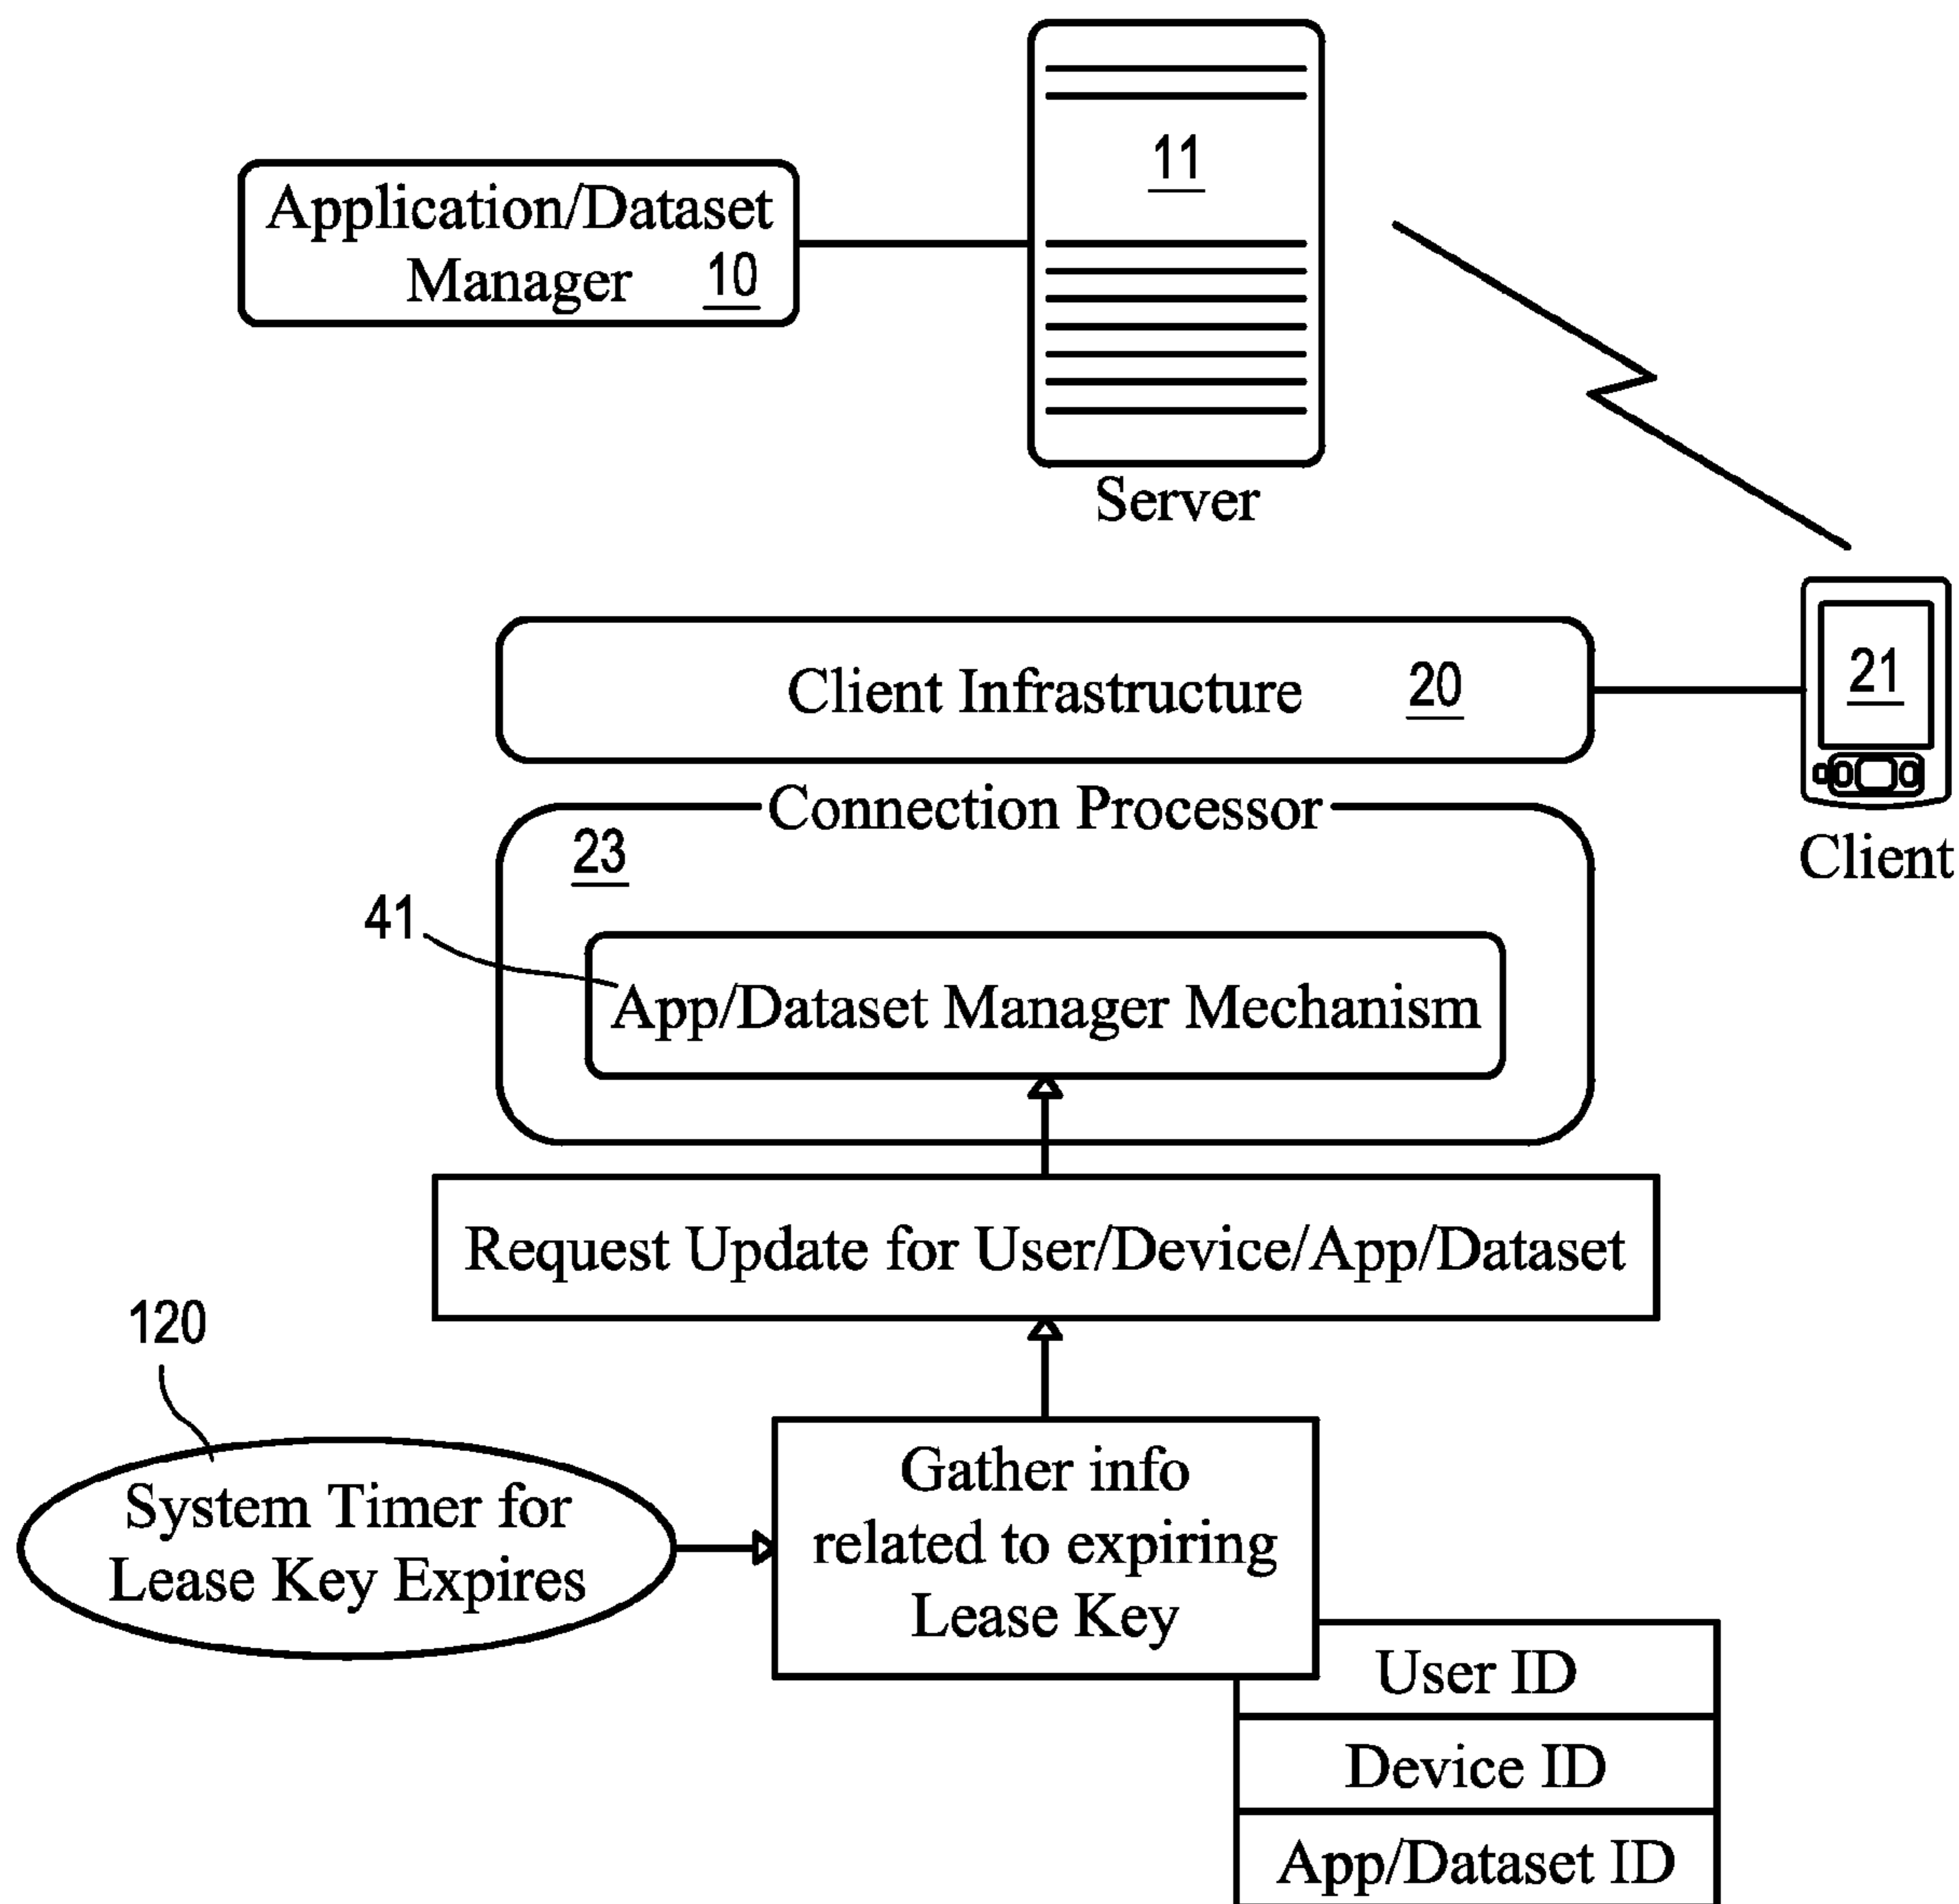 11
Application/Dataset
Manager 10
Server
Client Infrastructure 20
21
Client
Connection Processor
23
41
App/Dataset Manager Mechanism
Request Update for User/Device/App/Dataset
120
System Timer for
Lease Key Expires
Gather info
related to expiring
Lease Key
User ID
Device ID
App/Dataset ID